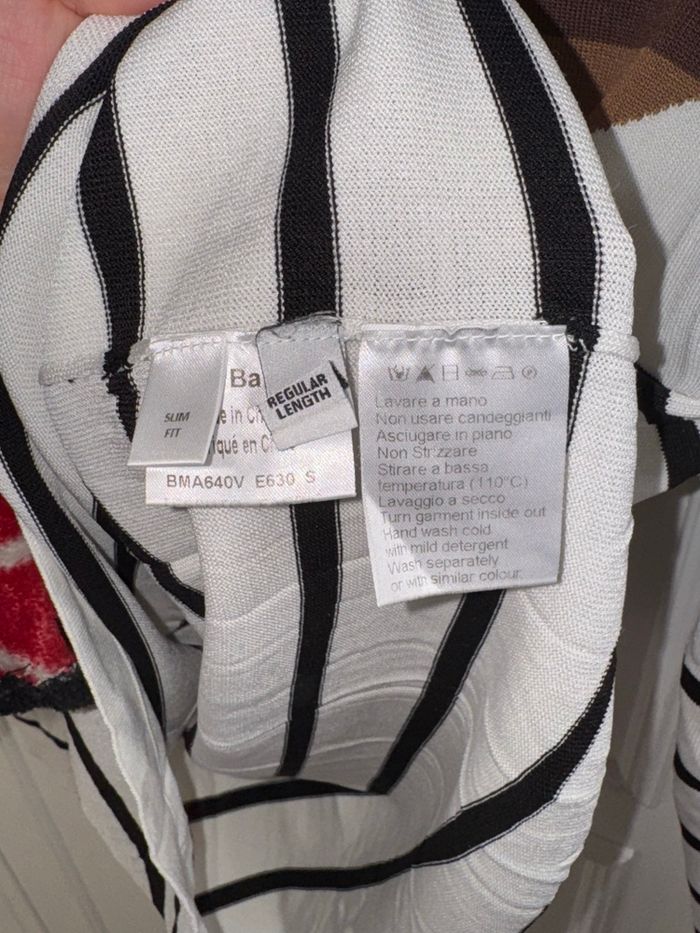 SLIM
FIT
Ba
REGULAR
LENGTH
e in Ch
iqué en C
BMA640V E630 S
Lavare a mano
Non usare candeggianti
Asciugare in piano
Non Strizzare
Stirare a bassa
temperatura (110°C)
Lavaggio a secco
Turn garment inside out
Hand wash cold
with mild detergent
Wash separately
or with similar colour.